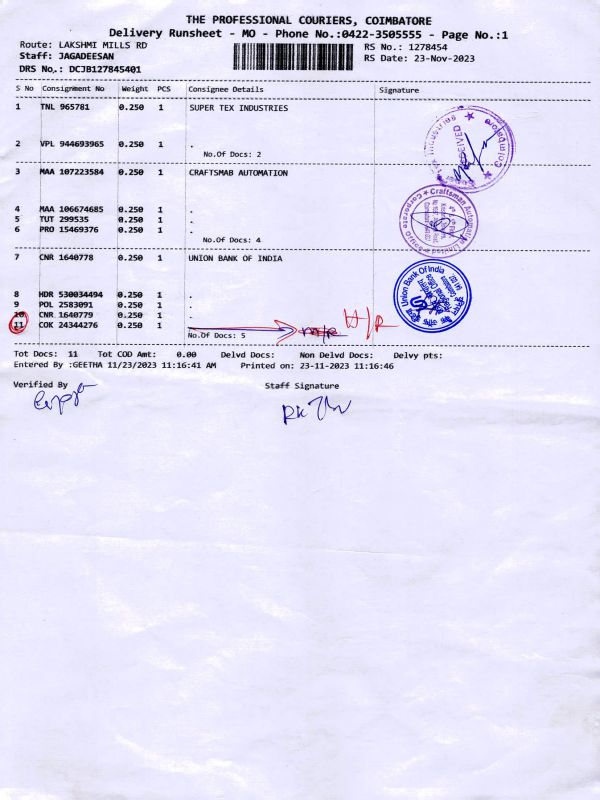 THE PROFESSIONAL COURIERS, COIMBATORE
Delivery Runsheet - MO - Phone No.:0422-3505555 - Page No.:1
Route: LAKSHMI MILLS RD
RS No.: 1278454
Staff: JAGADEESAN
RS Date: 23-Nov-2023
DRS No.: DCJB127845401
S No Consignment No Weight PCS Consignee Details Signature
1 TNL 965781 0.250 1 SUPER TEX INDUSTRIES
2 VPL 944693965 0.250 1 .
No.Of Docs: 2
RECEIVED
3 MAA 107223584 0.250 1 CRAFTSMAB AUTOMATION
4 MAA 106674685 0.250 1 .
5 TUT 299535 0.250 1 .
6 PRO 15469376 0.250 1 .
No.Of Docs: 4
Craftsman Automation Limited
7 CNR 1640778 0.250 1 UNION BANK OF INDIA
8 HDR 530034494 0.250 1 .
9 POL 2583091 0.250 1 .
10 CNR 1640779 0.250 1 .
11 COK 24344276 0.250 1
No.Of Docs: 5
Union Bank Of India
Tot Docs: 11 Tot COD Amt: 0.00 Delvd Docs: Non Delvd Docs: Delvy pts:
Entered By :GEETHA 11/23/2023 11:16:41 AM Printed on: 23-11-2023 11:16:46
Verified By
Staff Signature